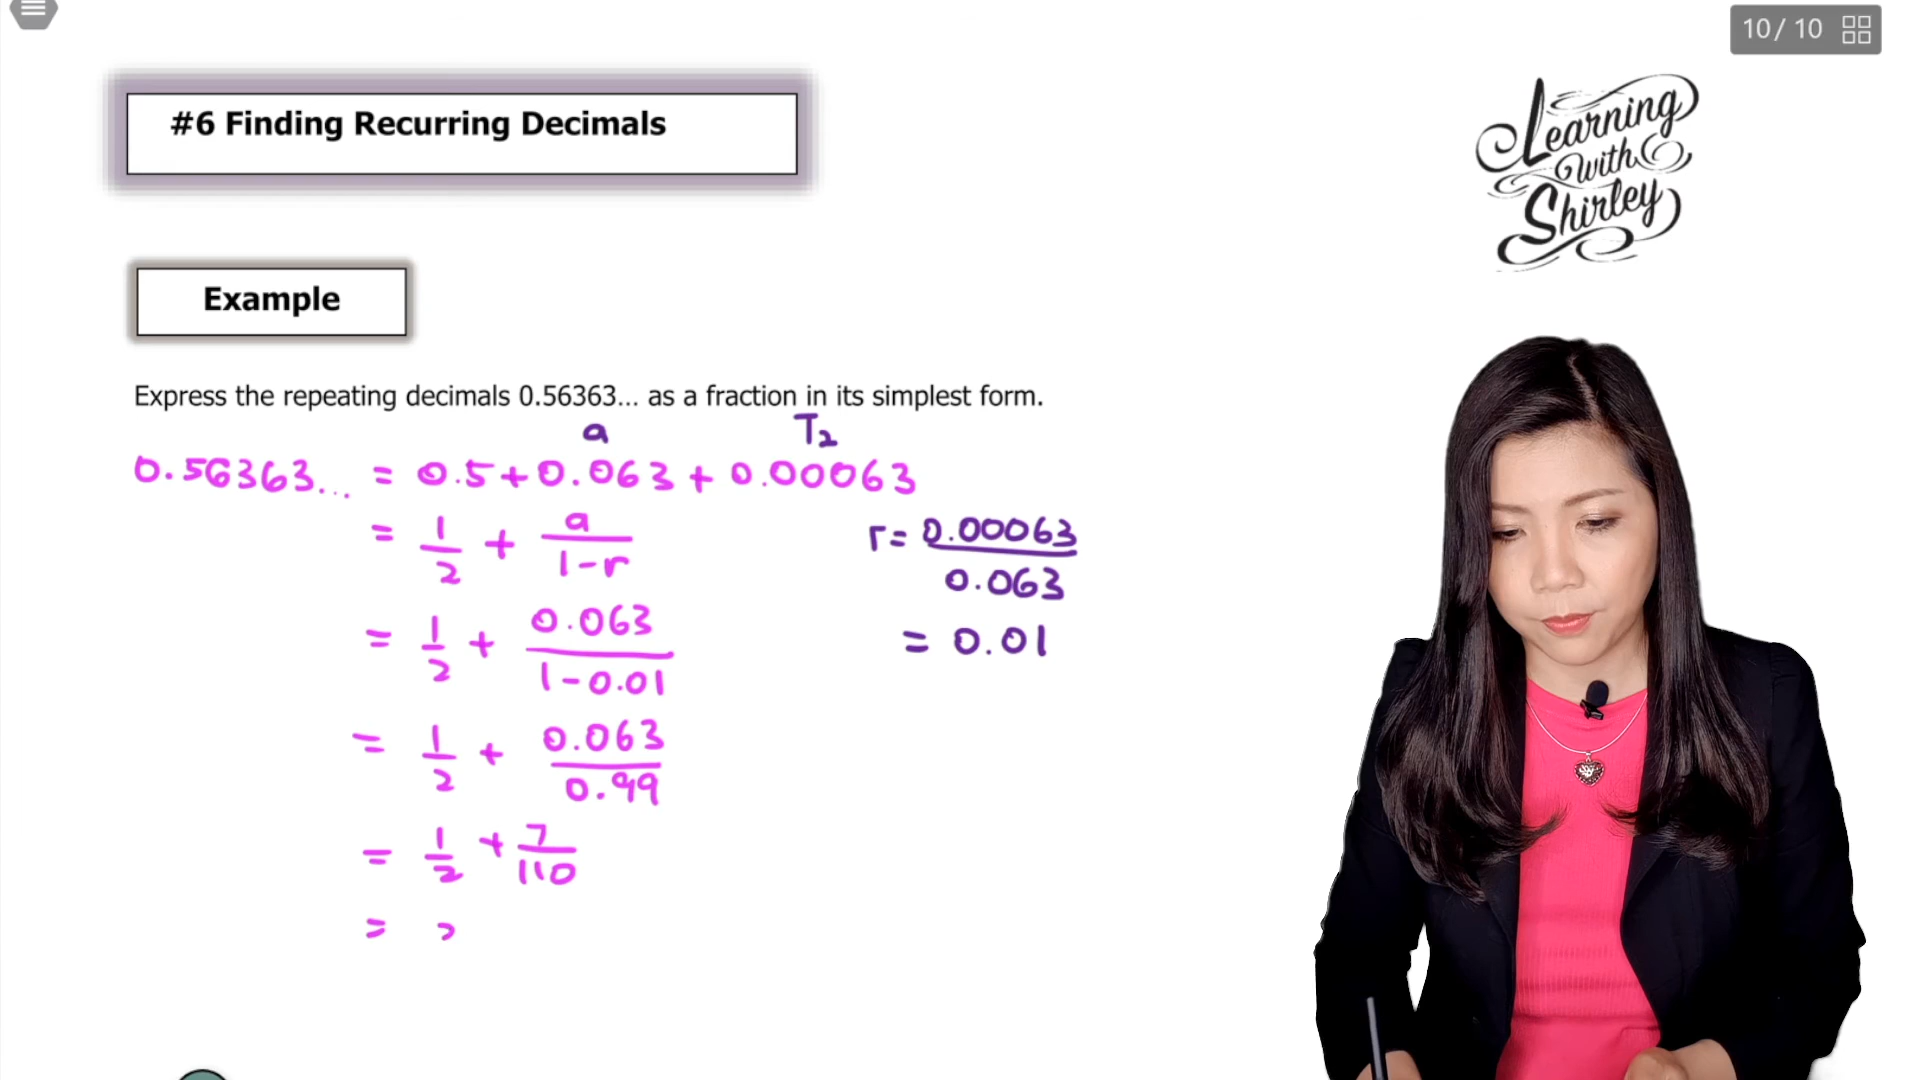 10/ 10
#6 Finding Recurring Decimals
Learning
with
Shirley
Example
Express the repeating decimals 0.56363... as a fraction in its simplest form.
a T₂
0.56363... = 0.5 + 0.063 + 0.00063
= 1/2 + a/(1-r)
r = 0.00063/0.063
= 1/2 + 0.063/(1-0.01)
= 0.01
= 1/2 + 0.063/0.99
= 1/2 + 7/110
=